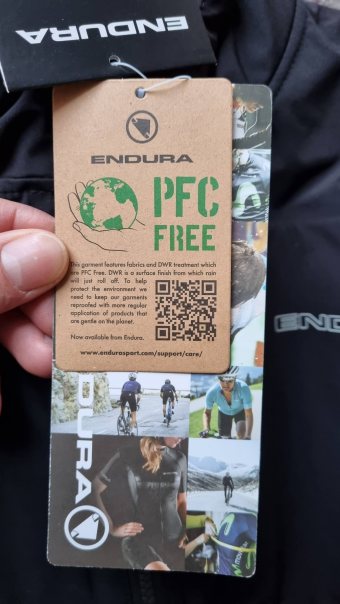 ENDURA
ENDURA
PFC
FREE
This garment features fabrics and DWR treatment which
are PFC Free. DWR is a surface finish from which rain
will just roll off. To help
protect the environment we
need to keep our garments
reproofed with more regular
application of products that
are gentle on the planet.
Now available from Endura.
www.endurasport.com/support/care/
END
DURA